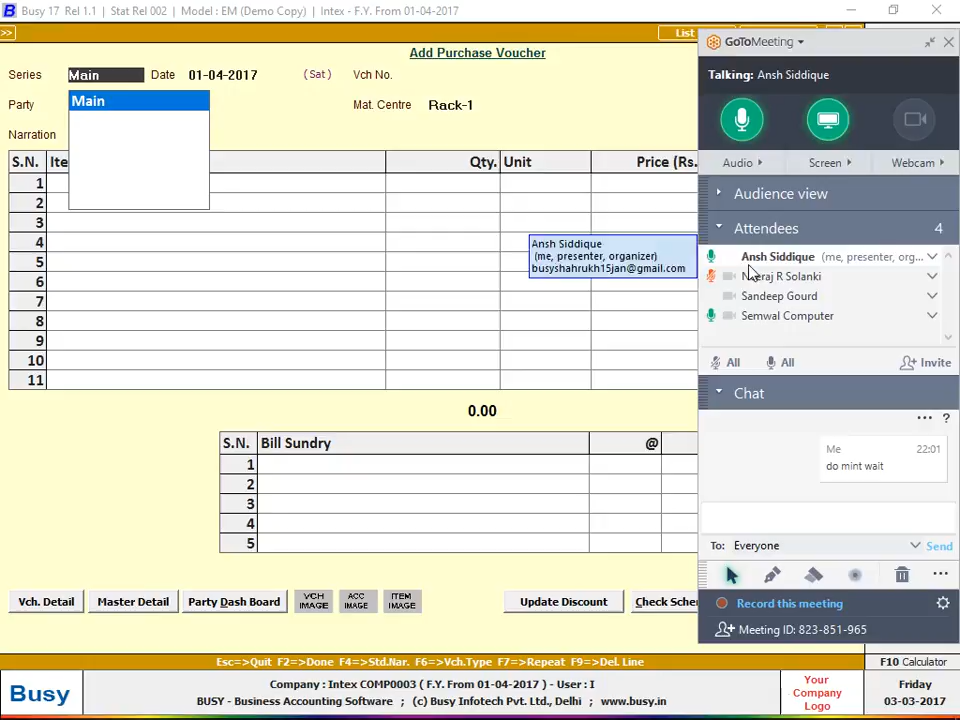 Busy 17 Rel 1.1 | Stat Rel 002 | Model : EM (Demo Copy) | Intex - F.Y. From 01-04-2017
>> List
Add Purchase Voucher
Series Main Date 01-04-2017 (Sat) Vch No.
Party Mat. Centre Rack-1
Main
Narration
S.N. Ite Qty. Unit Price (Rs.
1
2
3
4
5
6
7
8
9
10
11
Ansh Siddique
(me, presenter, organizer)
busyshahrukh15jan@gmail.com
0.00
S.N. Bill Sundry @
1
2
3
4
5
Vch. Detail Master Detail Party Dash Board VCH IMAGE ACC IMAGE ITEM IMAGE Update Discount Check Scher
Esc=>Quit F2=>Done F4=>Std.Nar. F6=>Vch.Type F7=>Repeat F9=>Del. Line F10 Calculator
Busy
Company : Intex COMP0003 ( F.Y. From 01-04-2017 ) - User : I
BUSY - Business Accounting Software ; (c) Busy Infotech Pvt. Ltd., Delhi ; www.busy.in
Your
Company
Logo
Friday
03-03-2017
GoToMeeting
Talking: Ansh Siddique
Audio Screen Webcam
Audience view
Attendees 4
Ansh Siddique (me, presenter, org...
Neeraj R Solanki
Sandeep Gourd
Semwal Computer
All All Invite
Chat
... ?
Me 22:01
do mint wait
To: Everyone Send
...
Record this meeting
Meeting ID: 823-851-965